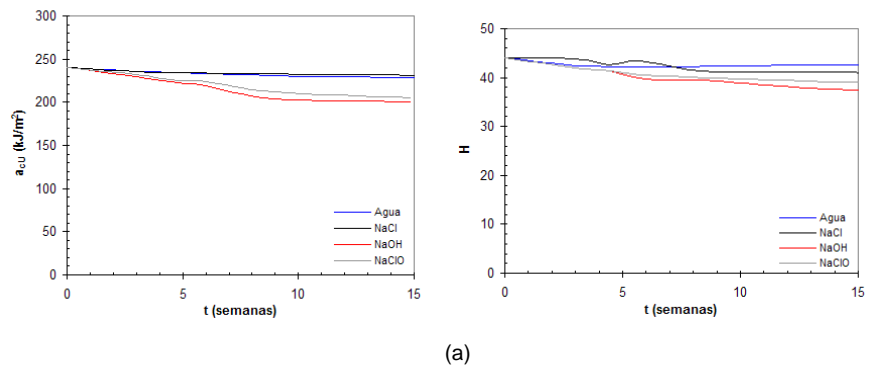 300
250
200
150
100
50
0
a_cU (kJ/m²)
Agua
NaCl
NaOH
NaClO
0
5
10
15
t (semanas)
50
40
30
20
10
0
H
Agua
NaCl
NaOH
NaClO
0
5
10
15
t (semanas)
(a)